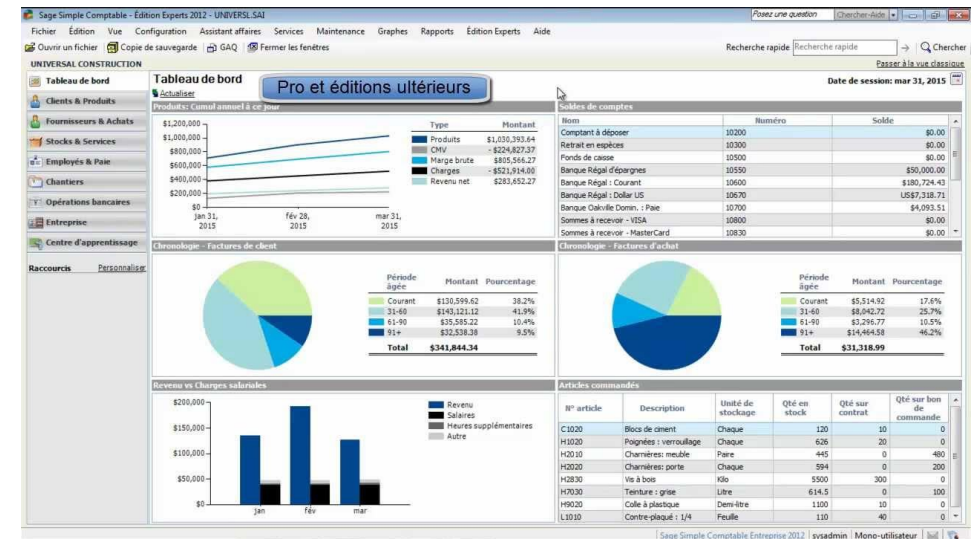 Sage Simple Comptable - Édition Experts 2012 - UNIVERSL.SAI
Posez une question Chercher-Aide
Fichier Édition Vue Configuration Assistant affaires Services Maintenance Graphes Rapports Édition Experts Aide
Ouvrir un fichier Copie de sauvegarde GAQ Fermer les fenêtres Recherche rapide Recherche rapide Chercher
UNIVERSAL CONSTRUCTION Passer à la vue classique
Tableau de bord
Clients & Produits
Fournisseurs & Achats
Stocks & Services
Employés & Paie
Chantiers
Opérations bancaires
Entreprise
Centre d'apprentissage
Raccourcis Personnaliser
Tableau de bord
Pro et éditions ultérieurs
Date de session: mar 31, 2015
Actualiser
Produits: Cumul annuel à ce jour
$1,200,000
$1,000,000
$800,000
$600,000
$400,000
$200,000
$0
jan 31, 2015
fév 28, 2015
mar 31, 2015
Type Montant
Produits $1,030,393.64
CMV - $224,827.37
Marge brute $805,566.27
Charges - $521,914.00
Revenu net $283,652.27
Soldes de comptes
Nom Numéro Solde
Comptant à déposer 10200 $0.00
Retrait en espèces 10300 $0.00
Fonds de caisse 10500 $0.00
Banque Régal d'épargnes 10550 $50,000.00
Banque Régal : Courant 10600 $180,724.43
Banque Régal : Dollar US 10670 US$7,318.71
Banque Oakville Domin. : Paie 10700 $4,093.51
Sommes à recevoir - VISA 10800 $0.00
Sommes à recevoir - MasterCard 10830 $0.00
Chronologie - Factures de client
Période âgée Montant Pourcentage
Courant $130,599.62 38.2%
31-60 $143,121.12 41.9%
61-90 $35,585.22 10.4%
91+ $32,538.38 9.5%
Total $341,844.34
Chronologie - Factures d'achat
Période âgée Montant Pourcentage
Courant $5,514.92 17.6%
31-60 $8,042.72 25.7%
61-90 $3,296.77 10.5%
91+ $14,464.58 46.2%
Total $31,318.99
Revenu vs Charges salariales
$200,000
$150,000
$100,000
$50,000
$0
jan fév mar
Revenu
Salaires
Heures supplémentaires
Autre
Articles commandés
N° article Description Unité de stockage Qté en stock Qté sur contrat Qté sur bon de commande
C1020 Blocs de ciment Chaque 120 10 0
H1020 Poignées : verrouillage Chaque 626 20 0
H2010 Charnières: meuble Paire 445 0 480
H2020 Charnières: porte Chaque 594 0 200
H2830 Vis à bois Kilo 5500 300 0
H7030 Teinture : grise Litre 614.5 0 100
H9020 Colle à plastique Demi-litre 1100 10 0
L1010 Contre-plaqué : 1/4 Feuille 110 40 0
Sage Simple Comptable Entreprise 2012 sysadmin Mono-utilisateur